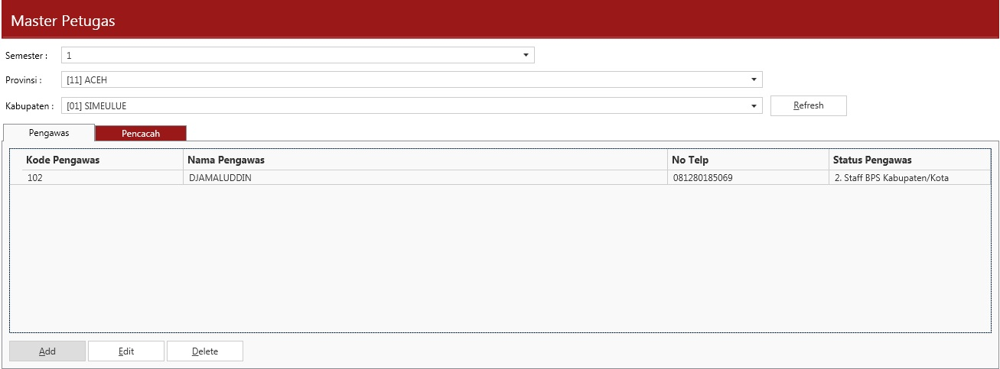 Master Petugas
Semester : 1
Provinsi : [11] ACEH
Kabupaten : [01] SIMEULUE Refresh
Pengawas Pencacah
Kode Pengawas Nama Pengawas No Telp Status Pengawas
102 DJAMALUDDIN 081280185069 2. Staff BPS Kabupaten/Kota
Add Edit Delete